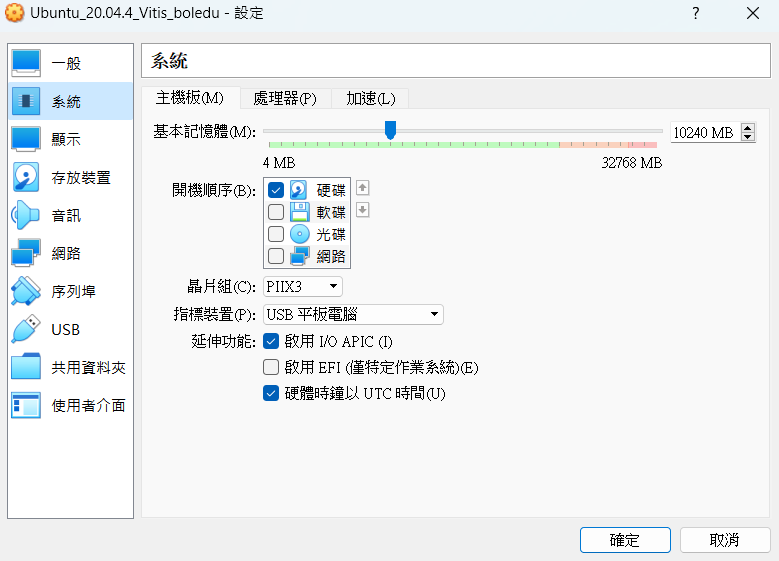 Ubuntu_20.04.4_Vitis_boledu - 設定
一般
系統
顯示
存放裝置
音訊
網路
序列埠
USB
共用資料夾
使用者介面
系統
主機板(M) 處理器(P) 加速(L)
基本記憶體(M): 10240 MB
4 MB 32768 MB
開機順序(B): 硬碟
軟碟
光碟
網路
晶片組(C): PIIX3
指標裝置(P): USB 平板電腦
延伸功能: 啟用 I/O APIC (I)
啟用 EFI (僅特定作業系統)(E)
硬體時鐘以 UTC 時間(U)
確定 取消